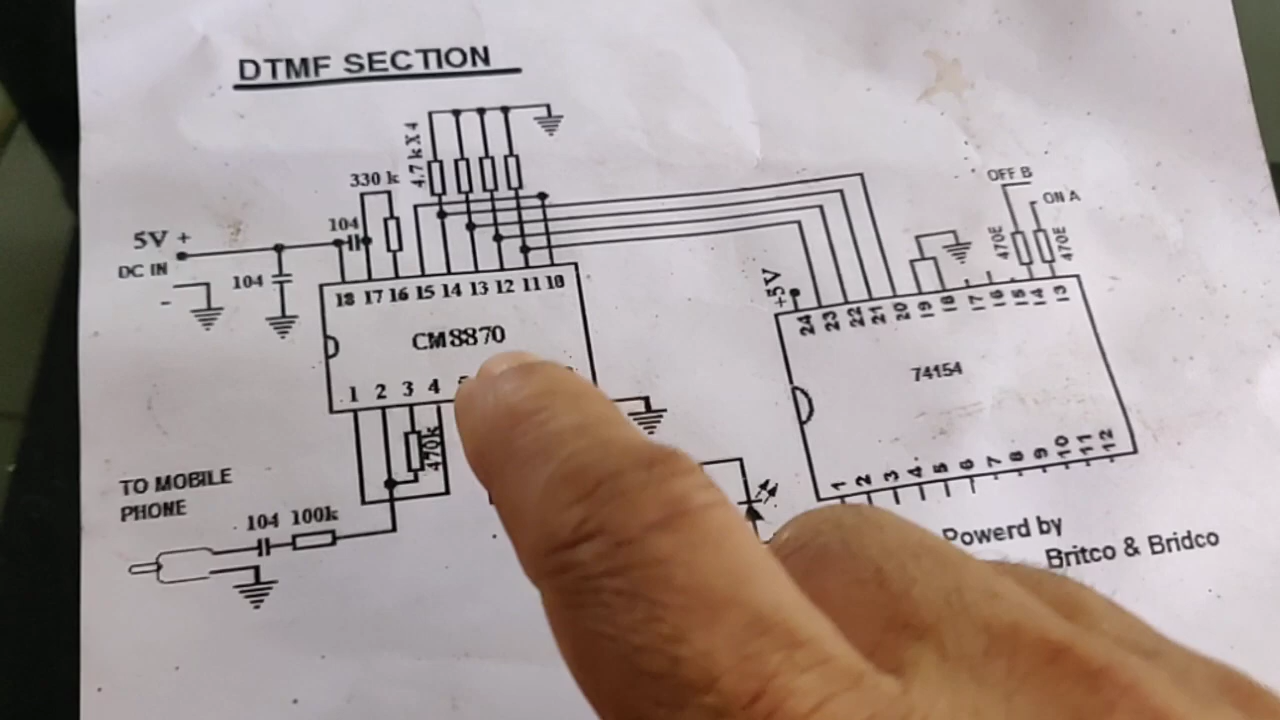 DTMF SECTION
4.7k X 4
330 k
104
5V +
DC IN
-
104
18 17 16 15 14 13 12 11 10
CM8870
1 2 3 4
470k
TO MOBILE
PHONE
104 100k
OFF B
ON A
470E
470E
+5V
24 23 22 21 20 19 18 17 16 15 14 13
74154
1 2 3 4 5 6 7 8 9 10 11 12
Powerd by
Britco & Bridco